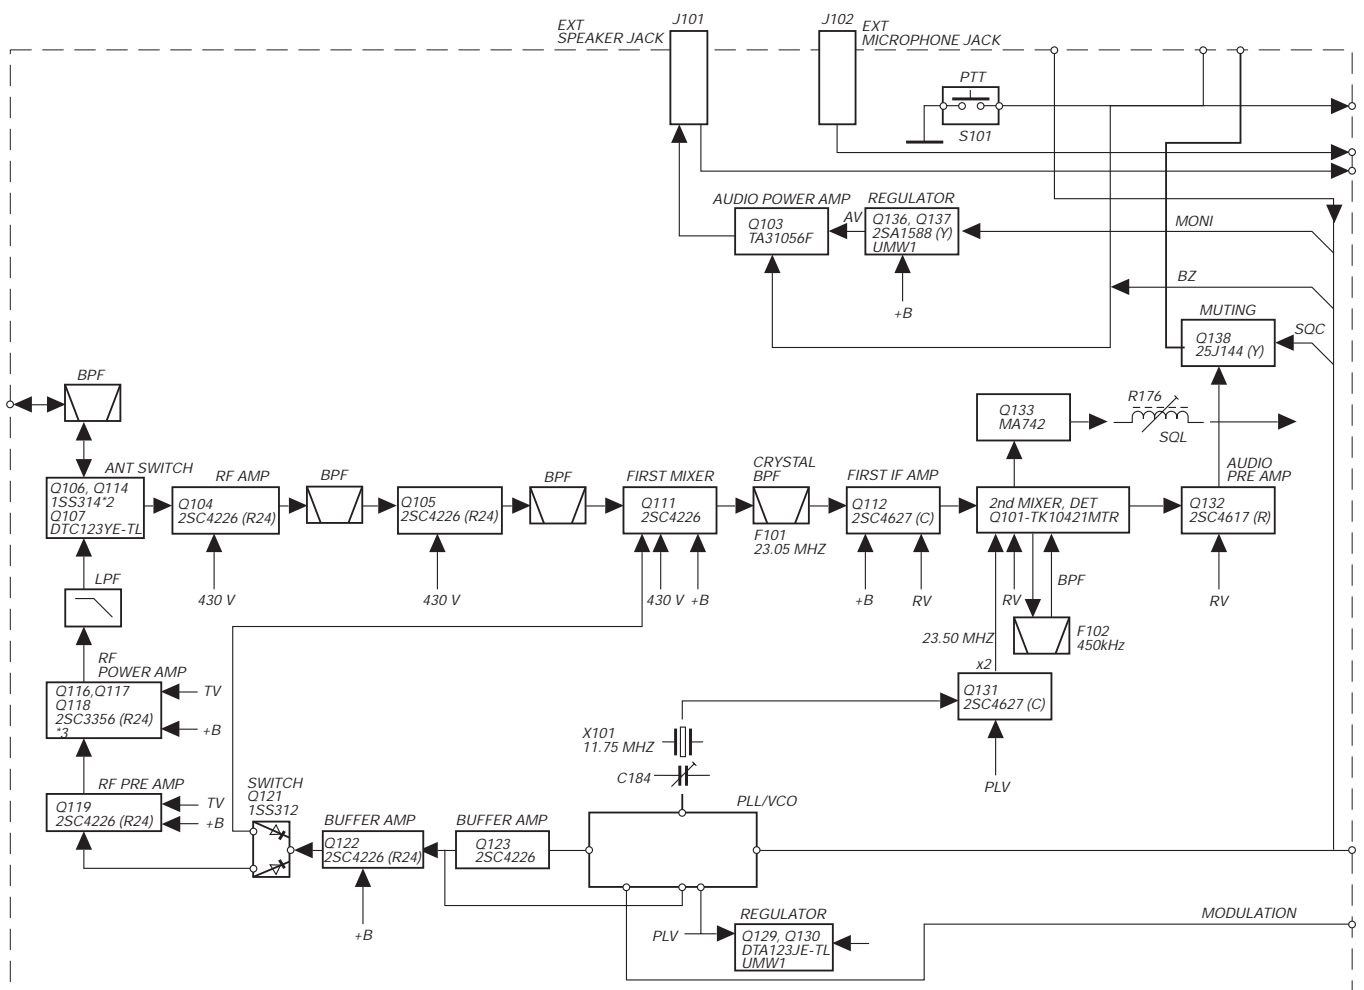 J101
J102
EXT
SPEAKER JACK
EXT
MICROPHONE JACK
PTT
S101
AUDIO POWER AMP
REGULATOR
Q103
TA31056F
AV
Q136, Q137
2SA1588 (Y)
UMW1
MONI
+B
BZ
MUTING
Q138
25J144 (Y)
SQC
BPF
Q133
MA742
R176
SQL
ANT SWITCH
Q106, Q114
1SS314*2
Q107
DTC123YE-TL
RF AMP
Q104
2SC4226 (R24)
BPF
Q105
2SC4226 (R24)
BPF
FIRST MIXER
Q111
2SC4226
CRYSTAL
BPF
F101
23.05 MHZ
FIRST IF AMP
Q112
2SC4627 (C)
2nd MIXER, DET
Q101-TK10421MTR
AUDIO
PRE AMP
Q132
2SC4617 (R)
LPF
430 V
430 V
430 V
+B
+B
RV
RV
BPF
RV
23.50 MHZ
F102
450kHz
RF
POWER AMP
Q116,Q117
Q118
2SC3356 (R24)
*3
TV
+B
x2
Q131
2SC4627 (C)
X101
11.75 MHZ
C184
PLV
RF PRE AMP
Q119
2SC4226 (R24)
TV
+B
SWITCH
Q121
1SS312
BUFFER AMP
Q122
2SC4226 (R24)
BUFFER AMP
Q123
2SC4226
PLL/VCO
+B
PLV
REGULATOR
Q129, Q130
DTA123JE-TL
UMW1
MODULATION